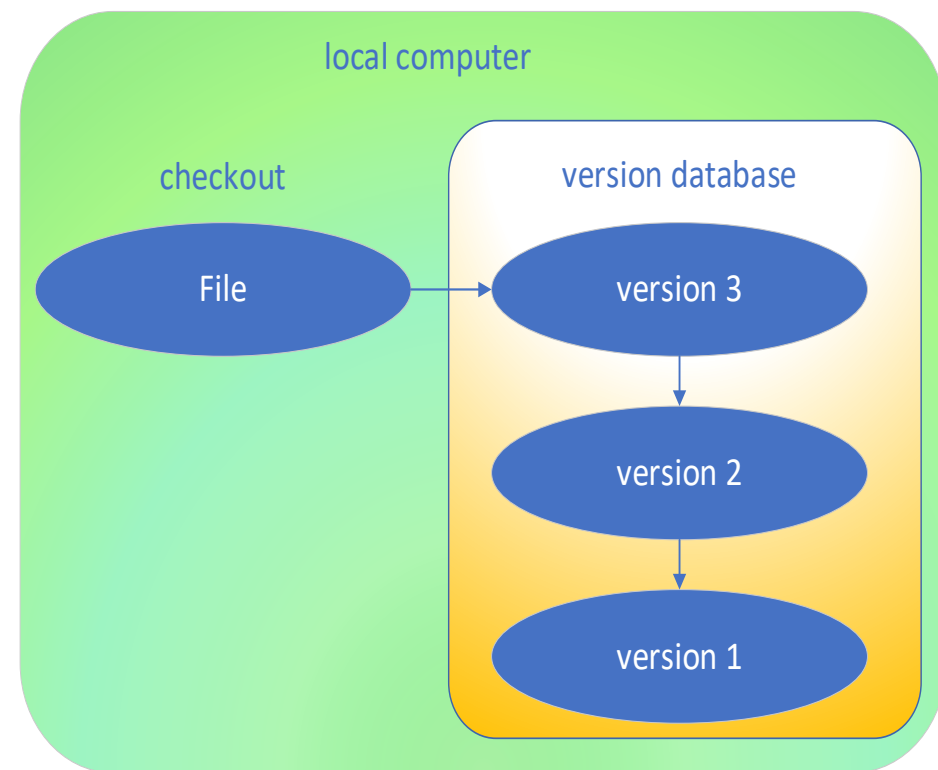 local computer
checkout
version database
File
version 3
version 2
version 1